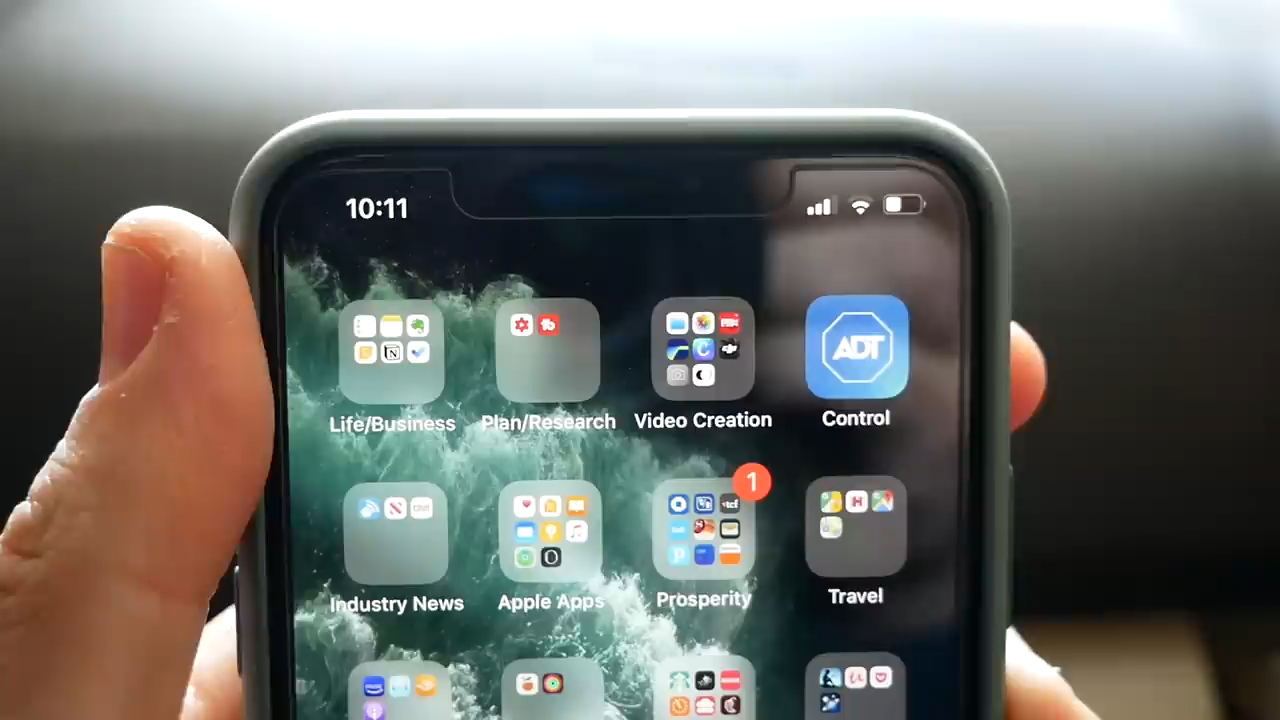 10:11
ADT
Life/Business
Plan/Research
Video Creation
Control
1
Industry News
Apple Apps
Prosperity
Travel